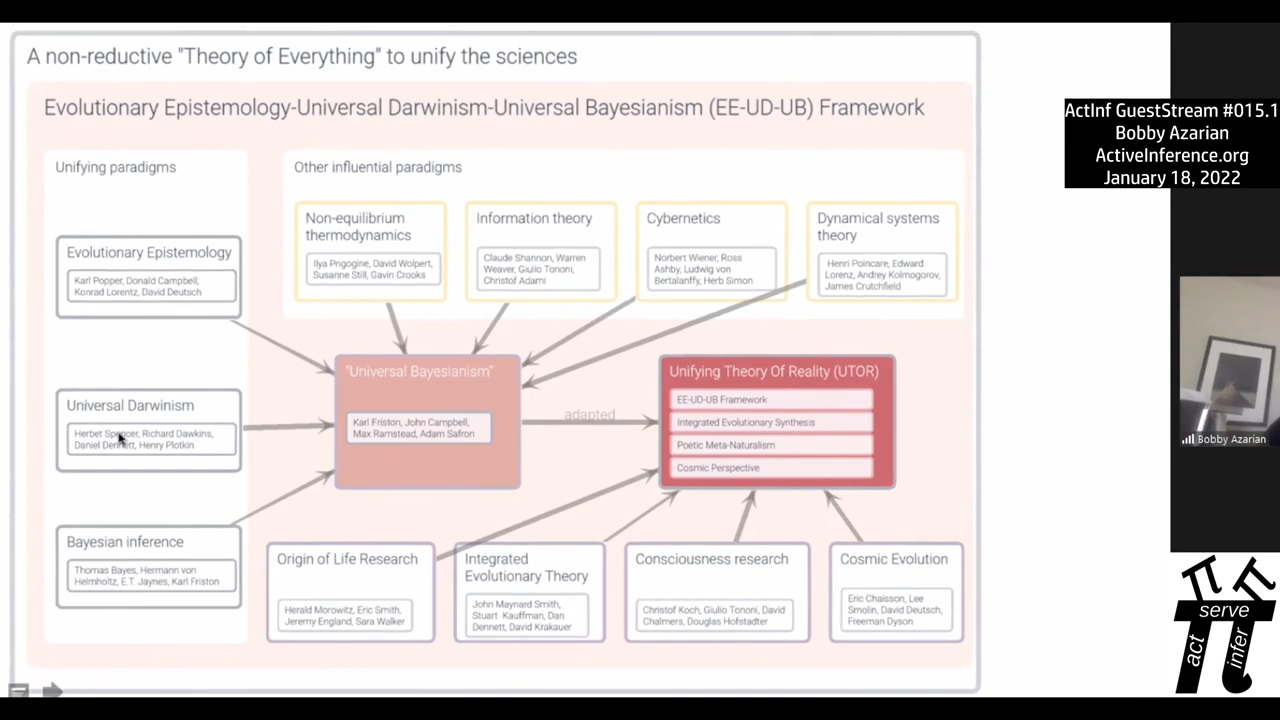 A non-reductive "Theory of Everything" to unify the sciences
Evolutionary Epistemology-Universal Darwinism-Universal Bayesianism (EE-UD-UB) Framework
Unifying paradigms
Evolutionary Epistemology
Karl Popper, Donald Campbell,
Konrad Lorentz, David Deutsch
Universal Darwinism
Herbet Spencer, Richard Dawkins,
Daniel Dennett, Henry Plotkin
Bayesian inference
Thomas Bayes, Hermann von
Helmholtz, E.T. Jaynes, Karl Friston
Other influential paradigms
Non-equilibrium
thermodynamics
Ilya Prigogine, David Wolpert,
Susanne Still, Gavin Crooks
Information theory
Claude Shannon, Warren
Weaver, Giulio Tononi,
Christof Adami
Cybernetics
Norbert Wiener, Ross
Ashby, Ludwig von
Bertalanffy, Herb Simon
Dynamical systems
theory
Henri Poincare, Edward
Lorenz, Andrey Kolmogorov,
James Crutchfield
"Universal Bayesianism"
Karl Friston, John Campbell,
Max Ramstead, Adam Safron
adapted
Unifying Theory Of Reality (UTOR)
EE-UD-UB Framework
Integrated Evolutionary Synthesis
Poetic Meta-Naturalism
Cosmic Perspective
Origin of Life Research
Herald Morowitz, Eric Smith,
Jeremy England, Sara Walker
Integrated
Evolutionary Theory
John Maynard Smith,
Stuart Kauffman, Dan
Dennett, David Krakauer
Consciousness research
Christof Koch, Giulio Tononi, David
Chalmers, Douglas Hofstadter
Cosmic Evolution
Eric Chaisson, Lee
Smolin, David Deutsch,
Freeman Dyson
ActInf GuestStream #015.1
Bobby Azarian
ActiveInference.org
January 18, 2022
Bobby Azarian
serve
act
infer